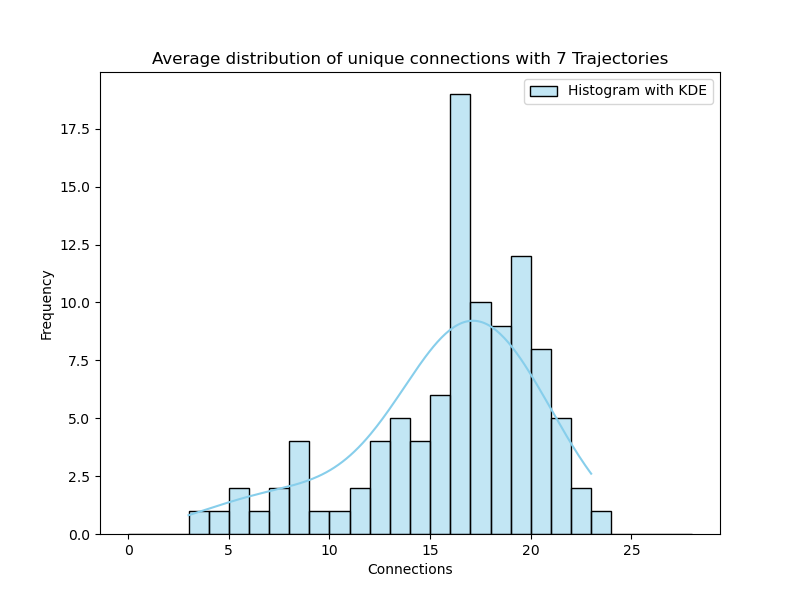 Average distribution of unique connections with 7 Trajectories
Histogram with KDE
17.5
15.0
12.5
10.0
7.5
5.0
2.5
0.0
Frequency
0 5 10 15 20 25
Connections